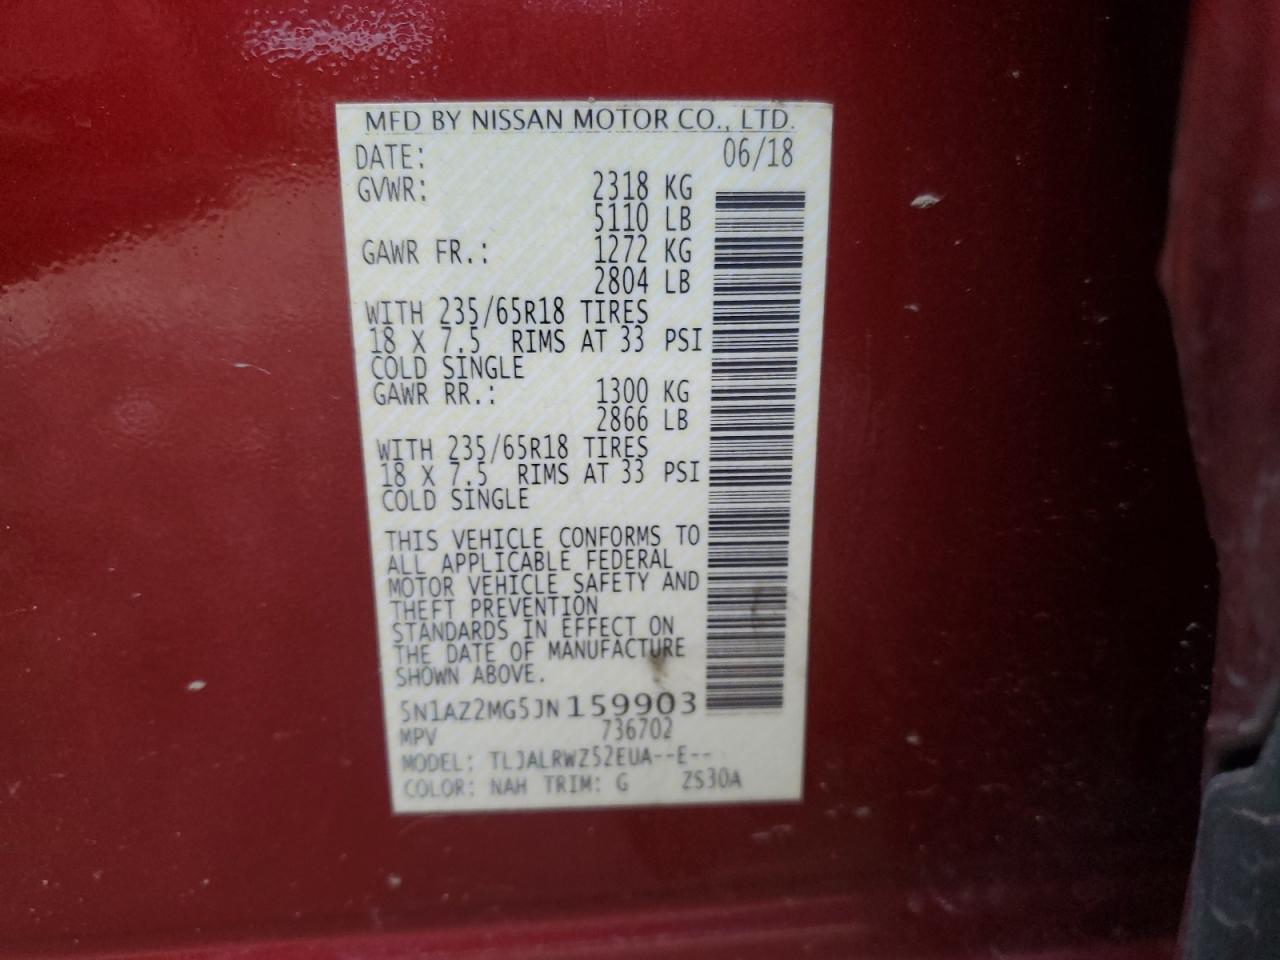 MFD BY NISSAN MOTOR CO., LTD.
DATE: 06/18
GVWR: 2318 KG
5110 LB
GAWR FR.: 1272 KG
2804 LB
WITH 235/65R18 TIRES
18 X 7.5 RIMS AT 33 PSI
COLD SINGLE
GAWR RR.: 1300 KG
2866 LB
WITH 235/65R18 TIRES
18 X 7.5 RIMS AT 33 PSI
COLD SINGLE
THIS VEHICLE CONFORMS TO
ALL APPLICABLE FEDERAL
MOTOR VEHICLE SAFETY AND
THEFT PREVENTION
STANDARDS IN EFFECT ON
THE DATE OF MANUFACTURE
SHOWN ABOVE.
5N1AZ2MG5JN159903
MPV 736702
MODEL: TLJALRWZ52EUA--E--
COLOR: NAH TRIM: G ZS30A